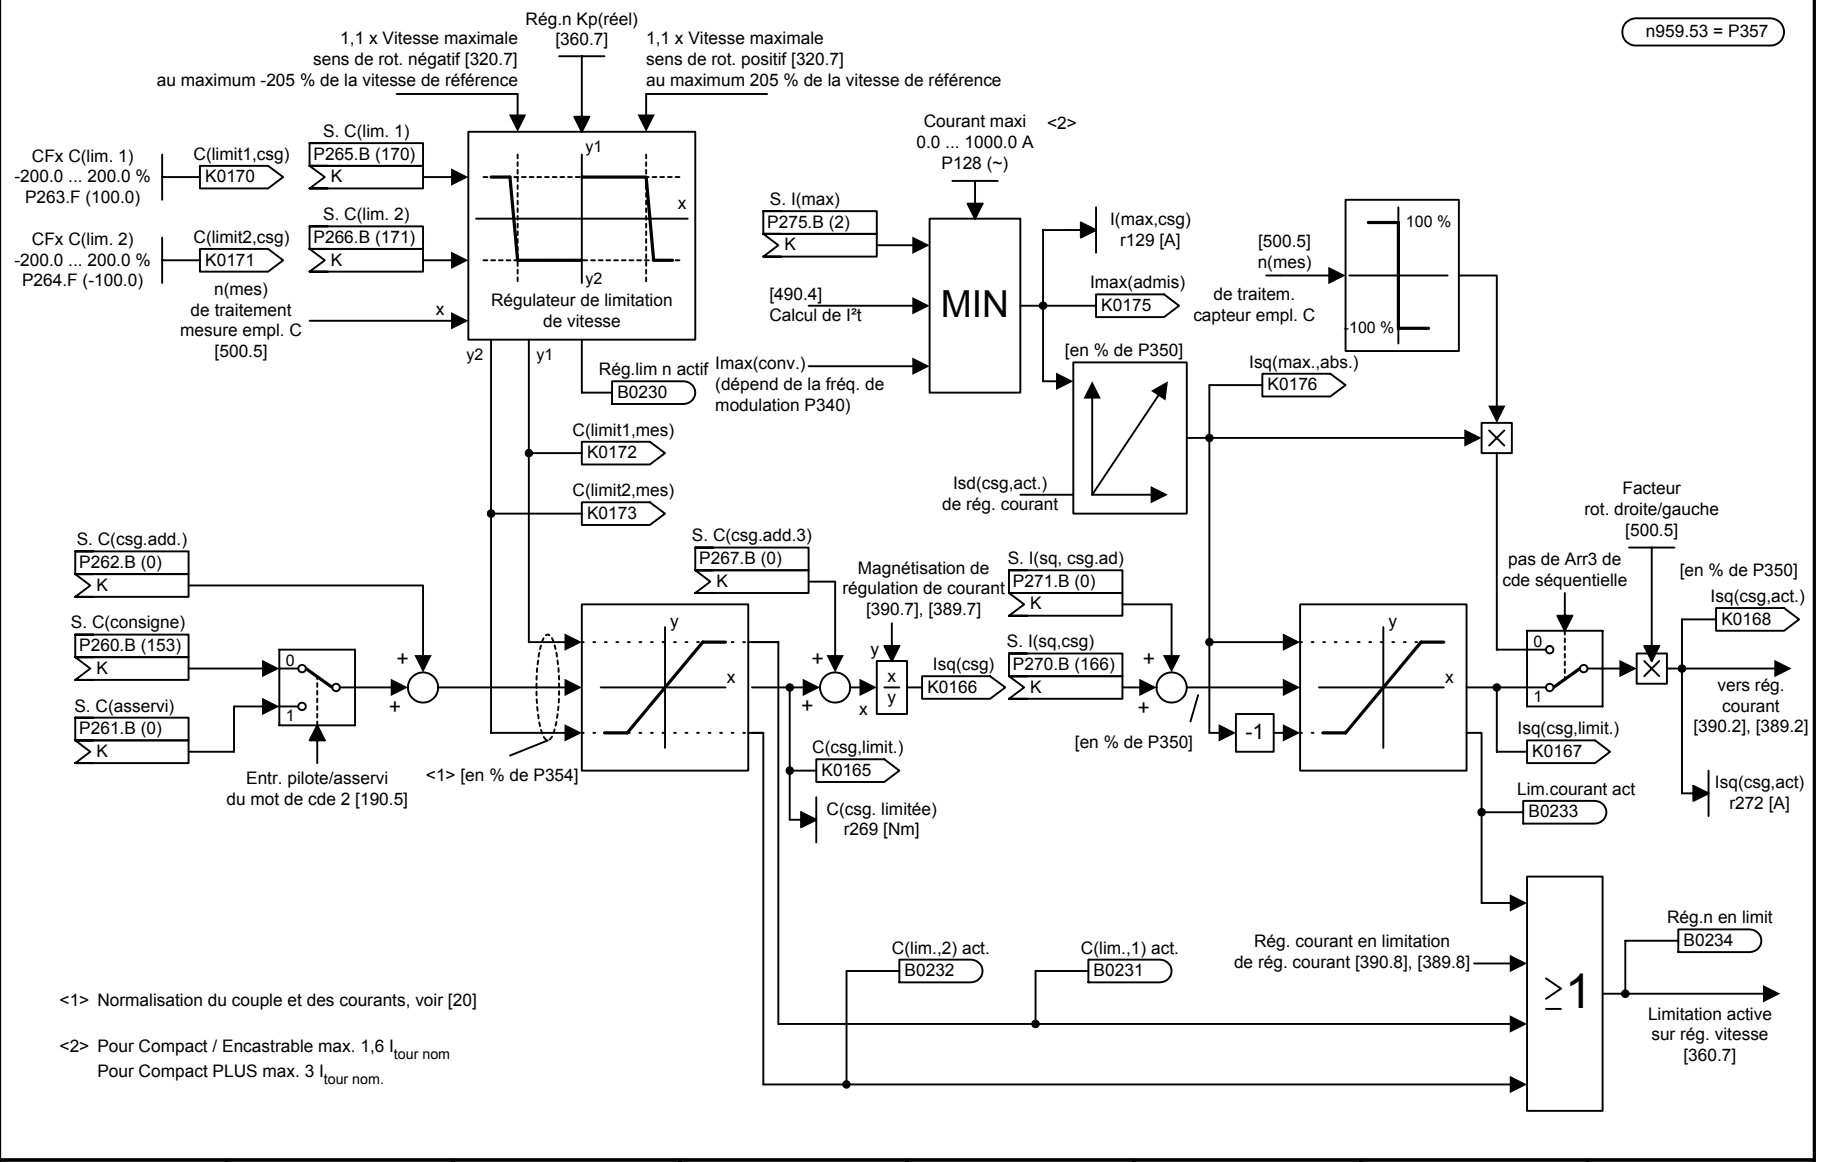 Rég.n Kp(réel)
[360.7]
1,1 x Vitesse maximale
sens de rot. négatif [320.7]
au maximum -205 % de la vitesse de référence
1,1 x Vitesse maximale
sens de rot. positif [320.7]
au maximum 205 % de la vitesse de référence
n959.53 = P357
CFx C(lim. 1)
-200.0 ... 200.0 %
P263.F (100.0)
C(limit1,csg)
K0170
S. C(lim. 1)
P265.B (170)
K
CFx C(lim. 2)
-200.0 ... 200.0 %
P264.F (-100.0)
C(limit2,csg)
K0171
S. C(lim. 2)
P266.B (171)
K
n(mes)
de traitement
mesure empl. C
[500.5]
x
y1
x
y2
Régulateur de limitation
de vitesse
y2
y1
Rég.lim n actif
B0230
C(limit1,mes)
K0172
C(limit2,mes)
K0173
Courant maxi
<2>
0.0 ... 1000.0 A
P128 (~)
S. I(max)
P275.B (2)
K
[490.4]
Calcul de I²t
Imax(conv.)
(dépend de la fréq. de
modulation P340)
MIN
I(max,csg)
r129 [A]
Imax(admis)
K0175
[en % de P350]
Isd(csg,act.)
de rég. courant
[500.5]
n(mes)
de traitem.
capteur empl. C
100 %
-100 %
Isq(max.,abs.)
K0176
Facteur
rot. droite/gauche
[500.5]
S. C(csg.add.)
P262.B (0)
K
S. C(consigne)
P260.B (153)
K
S. C(asservi)
P261.B (0)
K
0
1
Entr. pilote/asservi
du mot de cde 2 [190.5]
+
+
<1> [en % de P354]
y
x
S. C(csg.add.3)
P267.B (0)
K
+
+
C(csg,limit.)
K0165
C(csg. limitée)
r269 [Nm]
Magnétisation de
régulation de courant
[390.7], [389.7]
y
x
x
y
Isq(csg)
K0166
S. I(sq, csg.ad)
P271.B (0)
K
S. I(sq,csg)
P270.B (166)
K
+
+
[en % de P350]
-1
y
x
pas de Arr3 de
cde séquentielle
0
1
[en % de P350]
Isq(csg,act.)
K0168
vers rég.
courant
[390.2], [389.2]
Isq(csg,limit.)
K0167
Isq(csg,act)
r272 [A]
Lim.courant act
B0233
C(lim.,2) act.
B0232
C(lim.,1) act.
B0231
Rég. courant en limitation
de rég. courant [390.8], [389.8]
≥1
Rég.n en limit
B0234
Limitation active
sur rég. vitesse
[360.7]
<1> Normalisation du couple et des courants, voir [20]
<2> Pour Compact / Encastrable max. 1,6 Itour nom
Pour Compact PLUS max. 3 Itour nom.